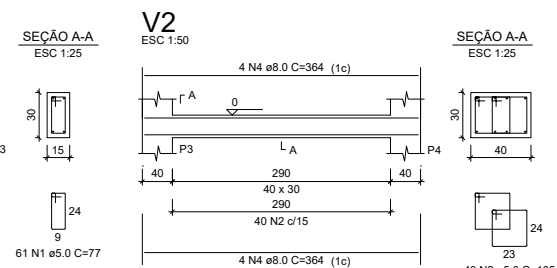 SEÇÃO A-A
ESC 1:25
30
15
24
9
61 N1 ø5.0 C=77
V2
ESC 1:50
4 N4 ø8.0 C=364 (1c)
A
0
P3
A
P4
40
290
40
40 x 30
290
40 N2 c/15
4 N4 ø8.0 C=364 (1c)
SEÇÃO A-A
ESC 1:25
30
40
24
23